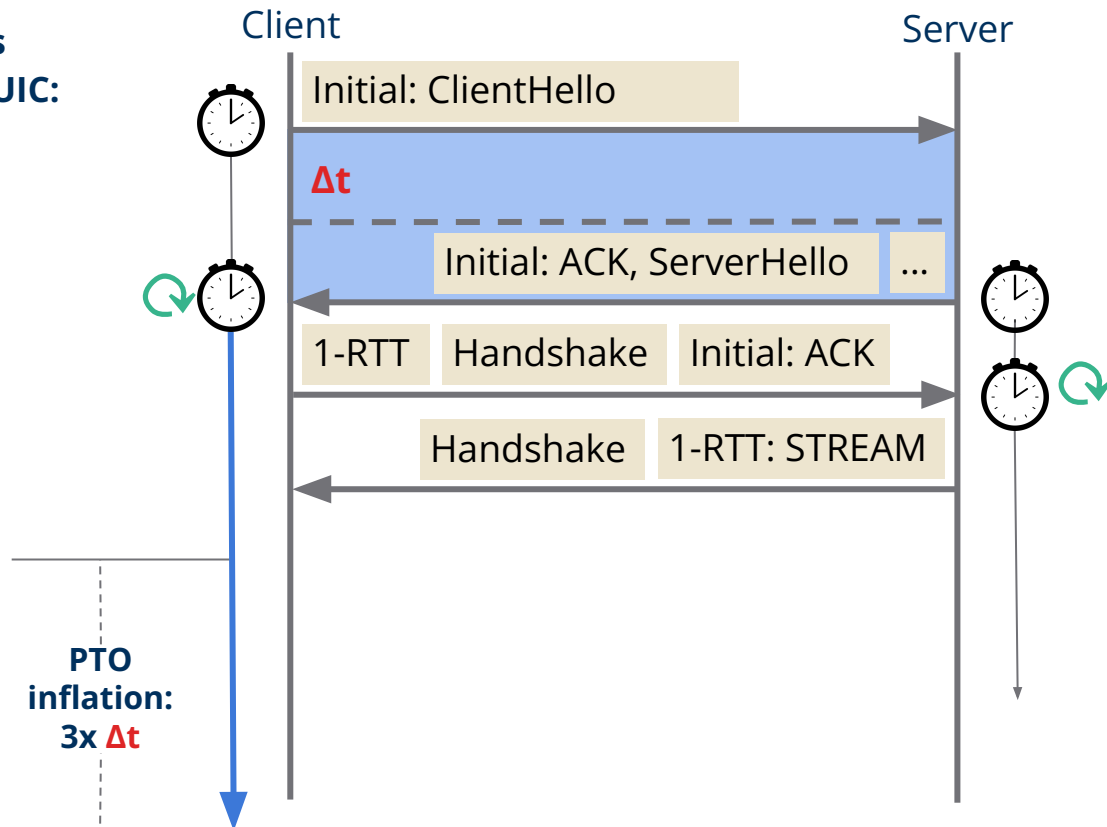 Client
Server
s
UIC:
Initial: ClientHello
Δt
Initial: ACK, ServerHello
...
1-RTT
Handshake
Initial: ACK
Handshake
1-RTT: STREAM
PTO
inflation:
3x Δt